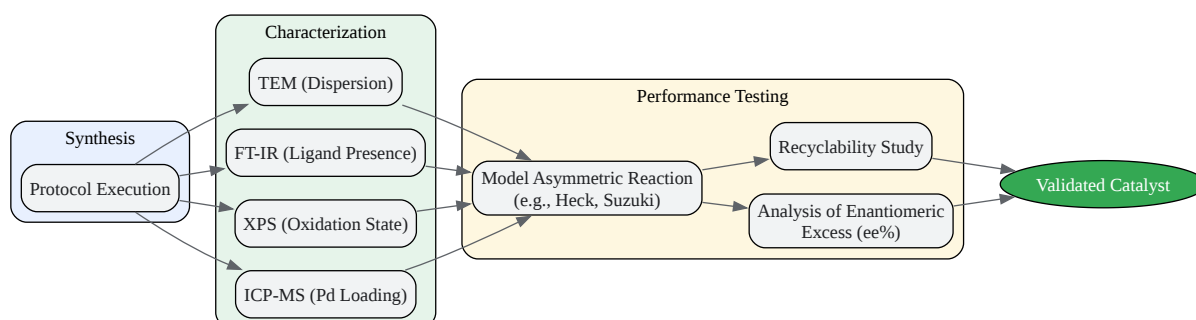 Synthesis
Protocol Execution
Characterization
TEM (Dispersion)
FT-IR (Ligand Presence)
XPS (Oxidation State)
ICP-MS (Pd Loading)
Performance Testing
Model Asymmetric Reaction
(e.g., Heck, Suzuki)
Recyclability Study
Analysis of Enantiomeric
Excess (ee%)
Validated Catalyst